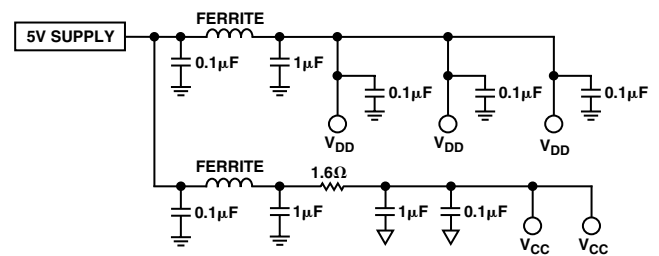 FERRITE
5V SUPPLY
0.1μF 1μF
0.1μF 0.1μF 0.1μF
VDD VDD VDD
FERRITE 1.6Ω
0.1μF 1μF 1μF 0.1μF
VCC VCC